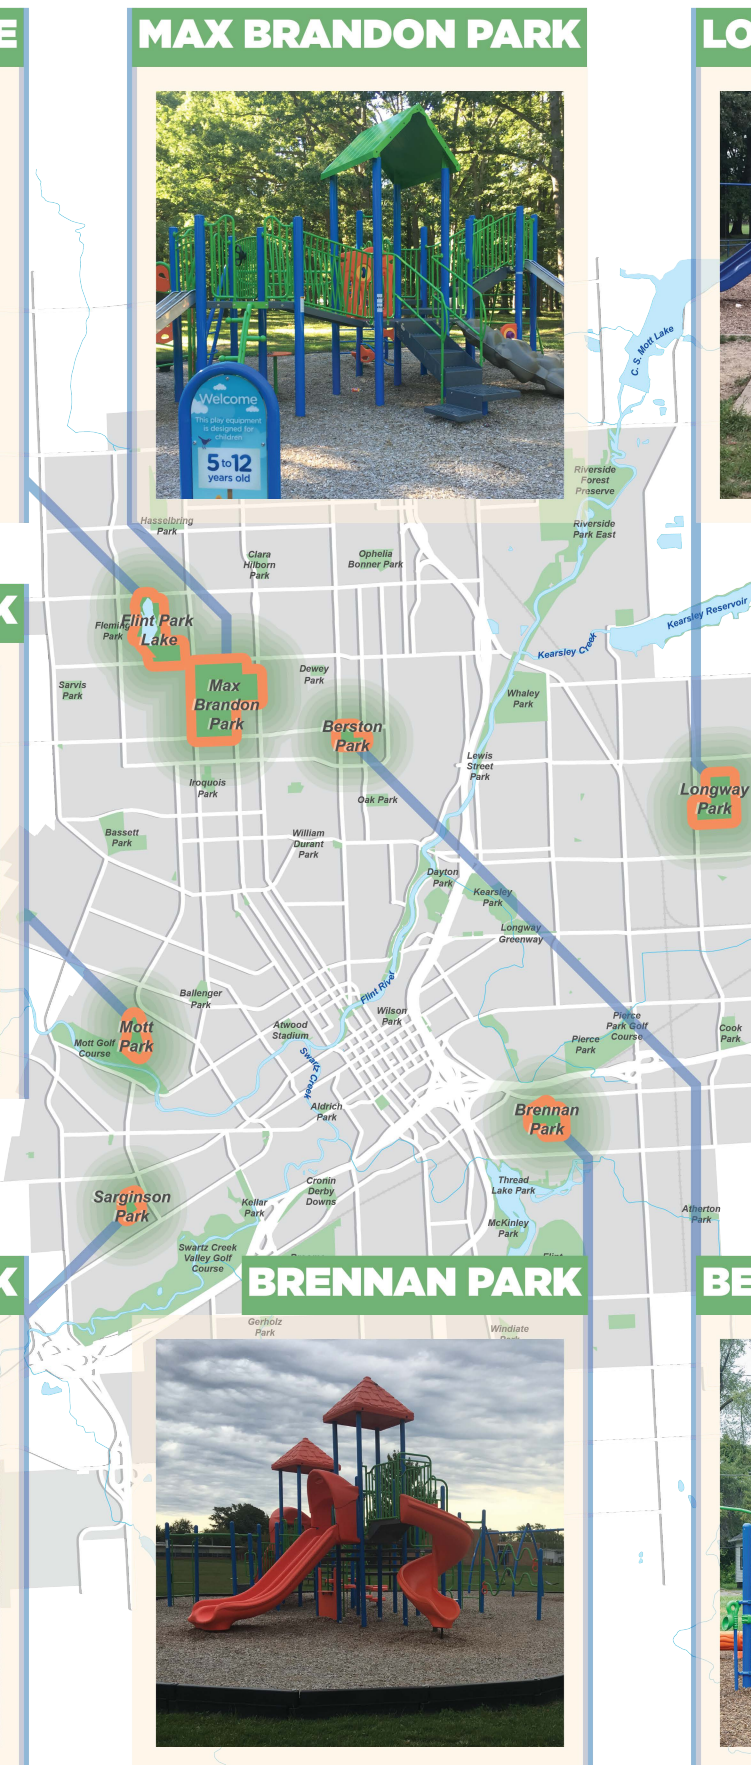 E
MAX BRANDON PARK
LO
Welcome
This play equipment
is designed for
children
5 to 12
years old
C. S. Mott Lake
Riverside
Forest
Preserve
Riverside
Park East
Hasselbring
Park
Clara
Hilborn
Park
Ophelia
Bonner Park
K
Kearsley Reservoir
Kearsley Creek
Fleming
Park
Flint Park
Lake
Sarvis
Park
Max
Brandon
Park
Dewey
Park
Whaley
Park
Berston
Park
Lewis
Street
Park
Iroquois
Park
Oak Park
Longway
Park
Bassett
Park
William
Durant
Park
Dayton
Park
Kearsley
Park
Longway
Greenway
Flint River
Ballenger
Park
Wilson
Park
Atwood
Stadium
Mott
Park
Mott Golf
Course
Pierce
Park Golf
Course
Pierce
Park
Cook
Park
Swartz Creek
Aldrich
Park
Brennan
Park
Sarginson
Park
Kellar
Park
Cronin
Derby
Downs
Thread
Lake Park
McKinley
Park
Atherton
Park
Swartz Creek
Valley Golf
Course
Flint
K
BRENNAN PARK
BE
Gerholz
Park
Windiate
Park